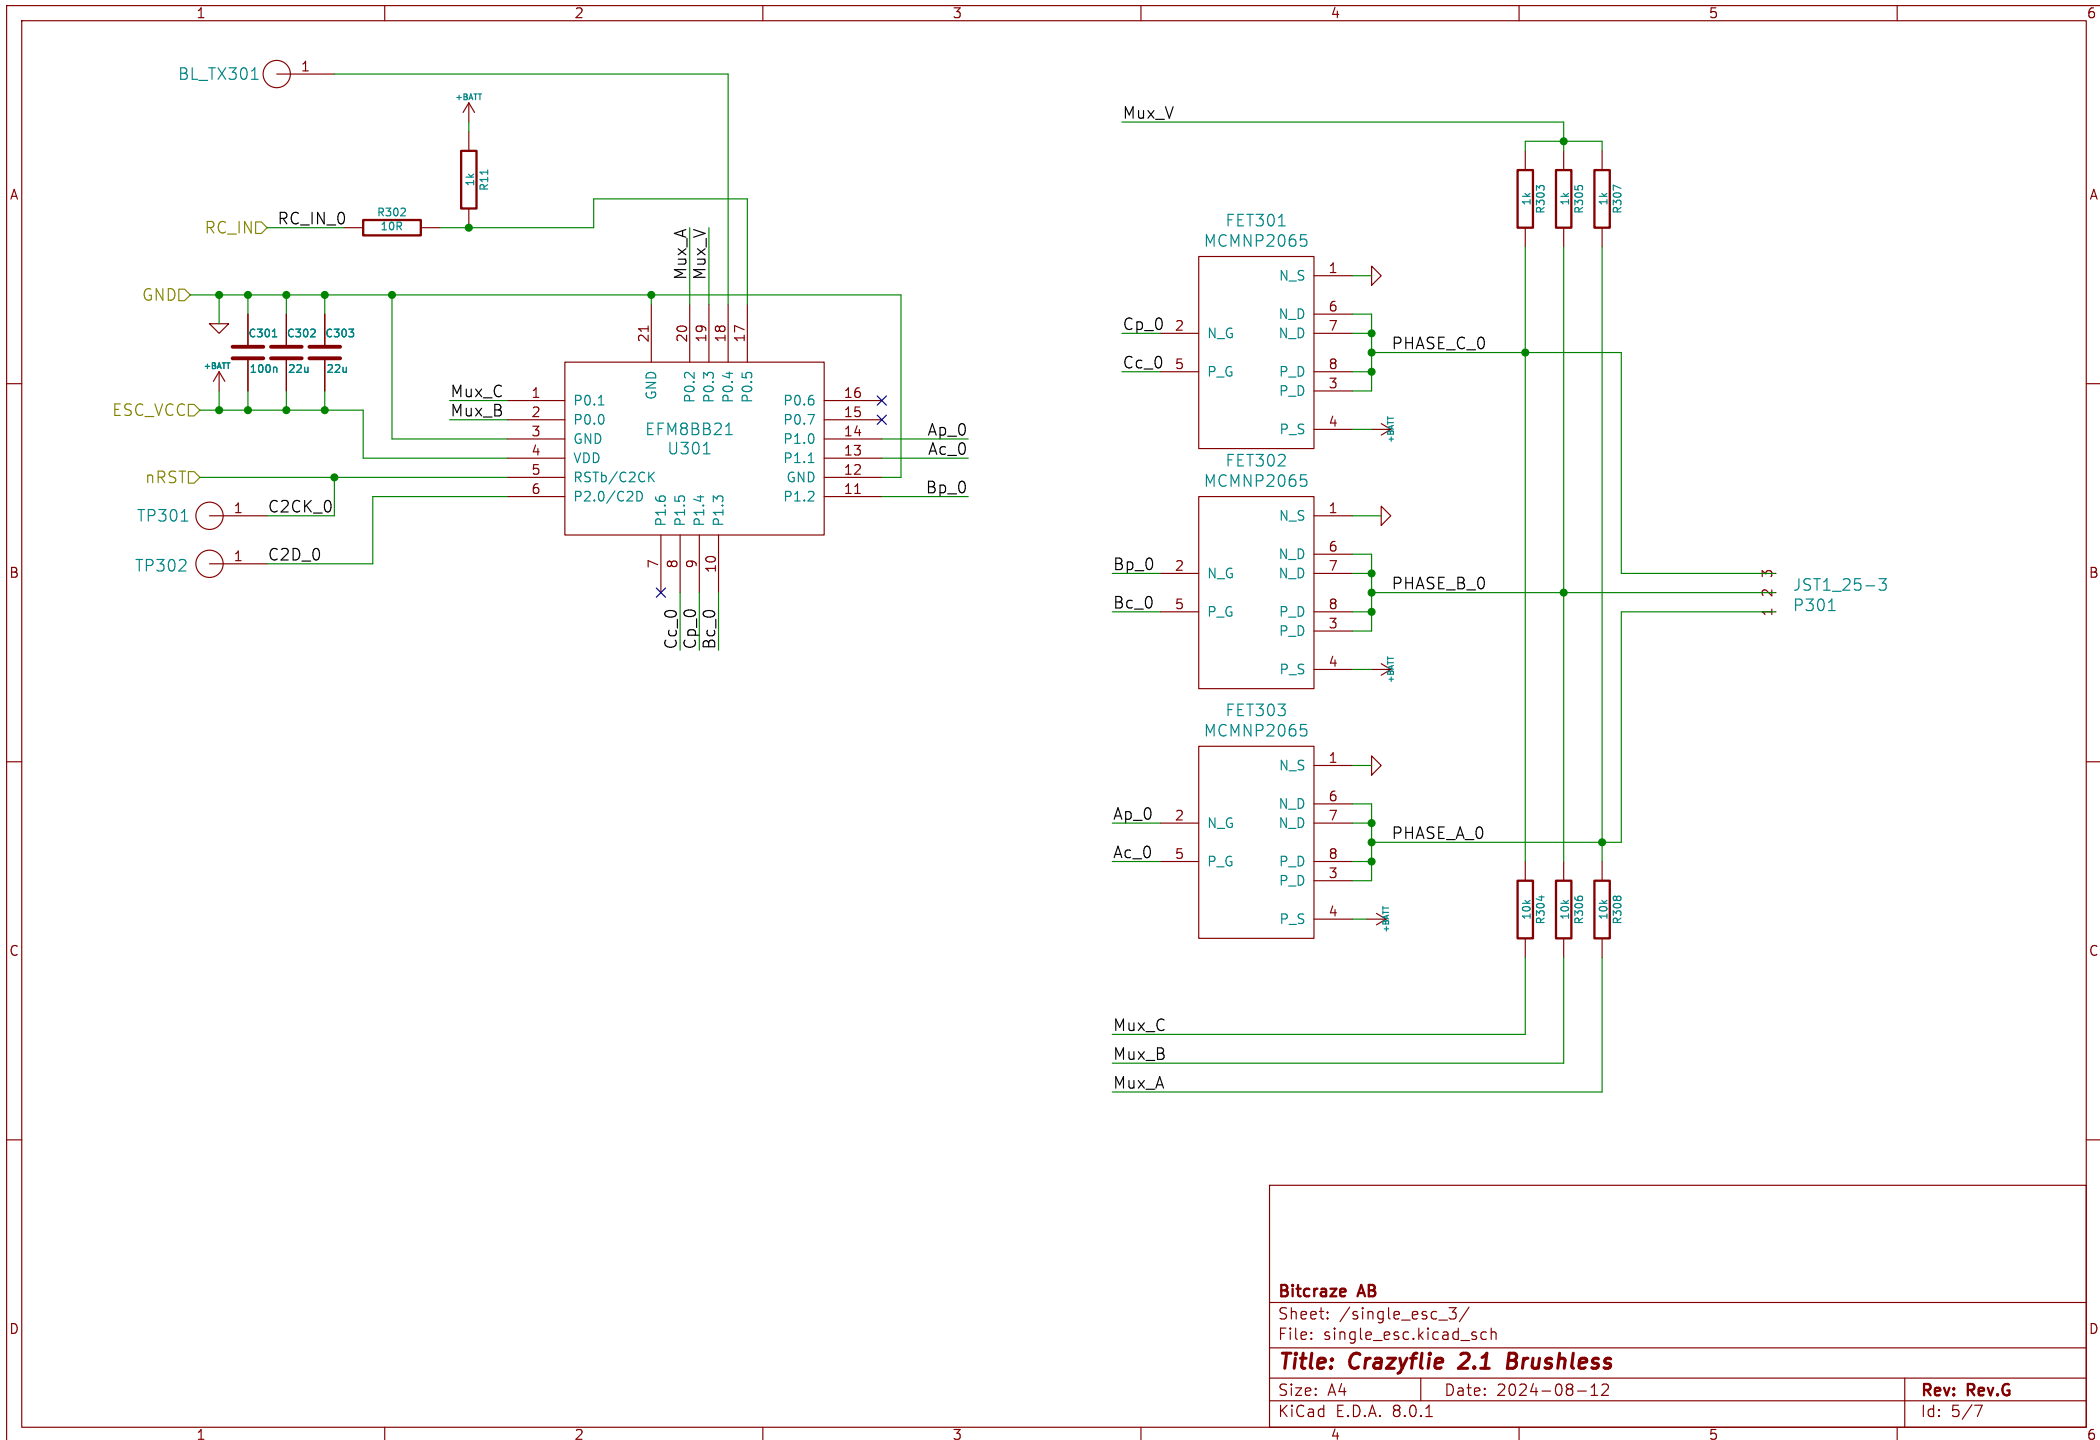 1 2 3 4 5 6
A
B
C
D
BL_TX301 1
+BATT
1k R11
RC_IN RC_IN_0 R302
10R
Mux_A Mux_V
GND
C301 C302 C303
100n 22u 22u
+BATT
ESC_VCC
nRST
TP301 1 C2CK_0
TP302 1 C2D_0
21 20 19 18 17
GND P0.2 P0.3 P0.4 P0.5
Mux_C 1 P0.1
Mux_B 2 P0.0
3 GND
4 VDD
5 RSTb/C2CK
6 P2.0/C2D
EFM8BB21
U301
P0.6 16
P0.7 15
P1.0 14 Ap_0
P1.1 13 Ac_0
GND 12
P1.2 11 Bp_0
P1.6 P1.5 P1.4 P1.3
7 8 9 10
Cc_0 Cp_0 Bc_0
Mux_V
1k R303
1k R305
1k R307
FET301
MCMNP2065
N_S 1
N_D 6
Cp_0 2 N_G N_D 7
PHASE_C_0
Cc_0 5 P_G P_D 8
P_D 3
P_S 4 +BATT
FET302
MCMNP2065
N_S 1
N_D 6
Bp_0 2 N_G N_D 7
PHASE_B_0
Bc_0 5 P_G P_D 8
P_D 3
P_S 4 +BATT
3
2
1
JST1_25-3
P301
FET303
MCMNP2065
N_S 1
N_D 6
Ap_0 2 N_G N_D 7
PHASE_A_0
Ac_0 5 P_G P_D 8
P_D 3
P_S 4 +BATT
10k R304
10k R306
10k R308
Mux_C
Mux_B
Mux_A
Bitcraze AB
Sheet: /single_esc_3/
File: single_esc.kicad_sch
Title: Crazyflie 2.1 Brushless
Size: A4 Date: 2024-08-12 Rev: Rev.G
KiCad E.D.A. 8.0.1 Id: 5/7
A
B
C
D
1 2 3 4 5 6